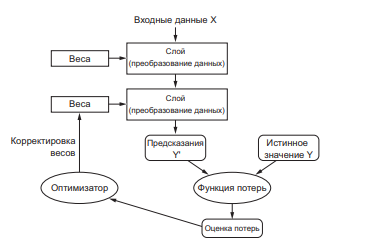 Входные данные X
Веса
Слой
(преобразование данных)
Веса
Слой
(преобразование данных)
Корректировка
весов
Предсказания
Y'
Истинное
значение Y
Оптимизатор
Функция потерь
Оценка потерь